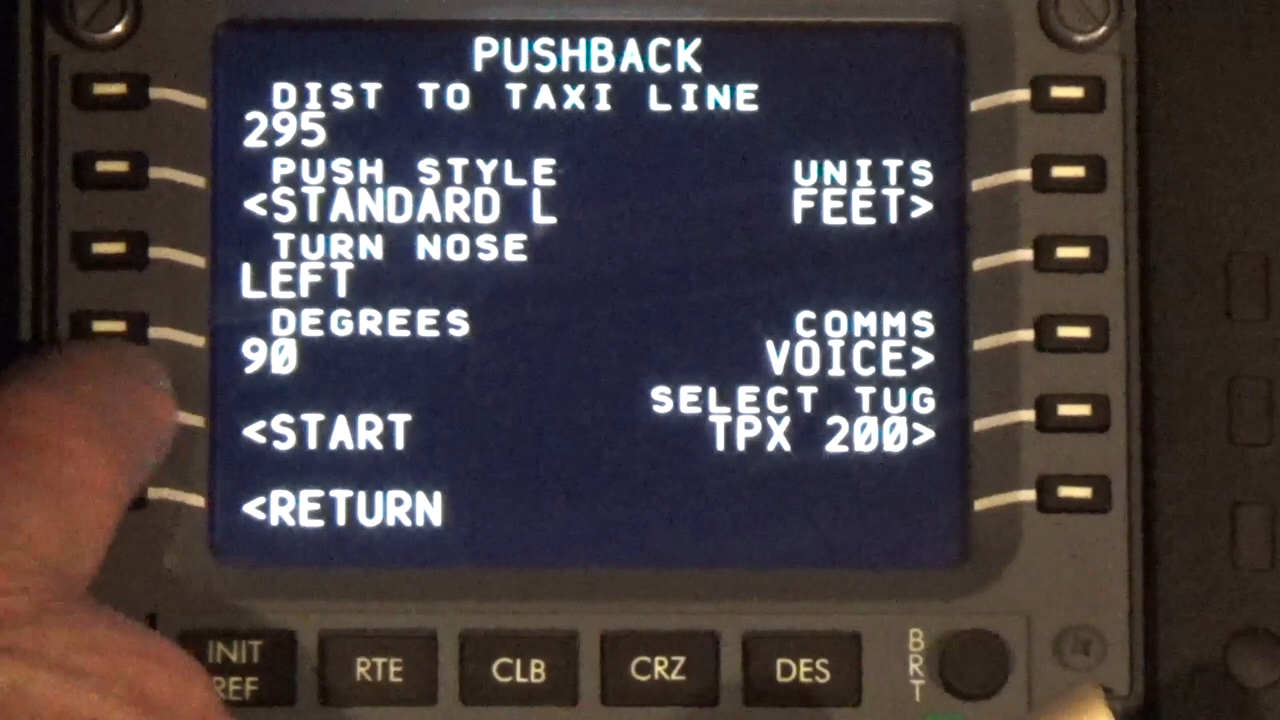 PUSHBACK
DIST TO TAXI LINE
295
PUSH STYLE UNITS
<STANDARD L FEET>
TURN NOSE
LEFT
DEGREES COMMS
90 VOICE>
SELECT TUG
<START TPX 200>
<RETURN
INIT REF RTE CLB CRZ DES BRT